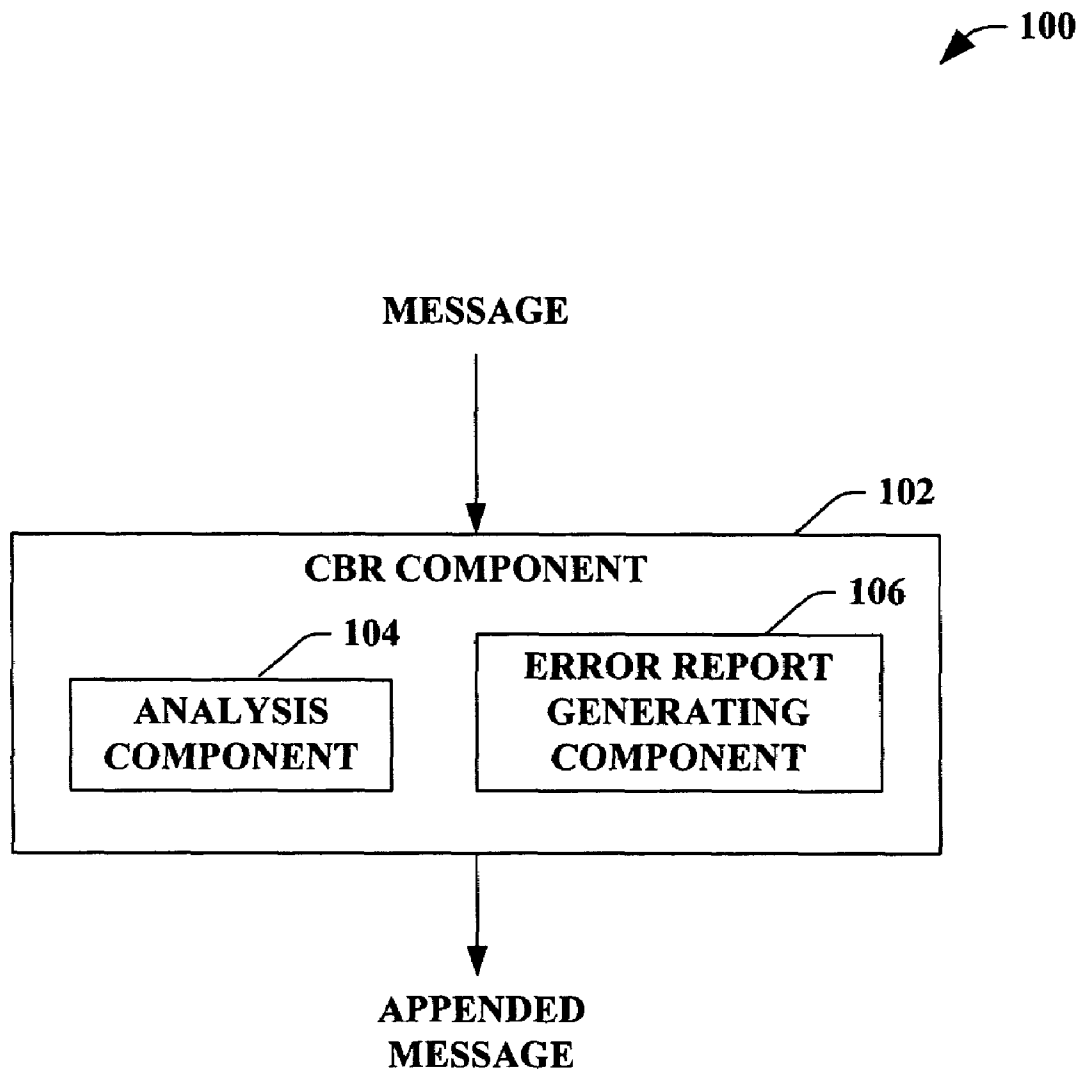 100
MESSAGE
102
CBR COMPONENT
106
104
ERROR REPORT
GENERATING
COMPONENT
ANALYSIS
COMPONENT
APPENDED
MESSAGE